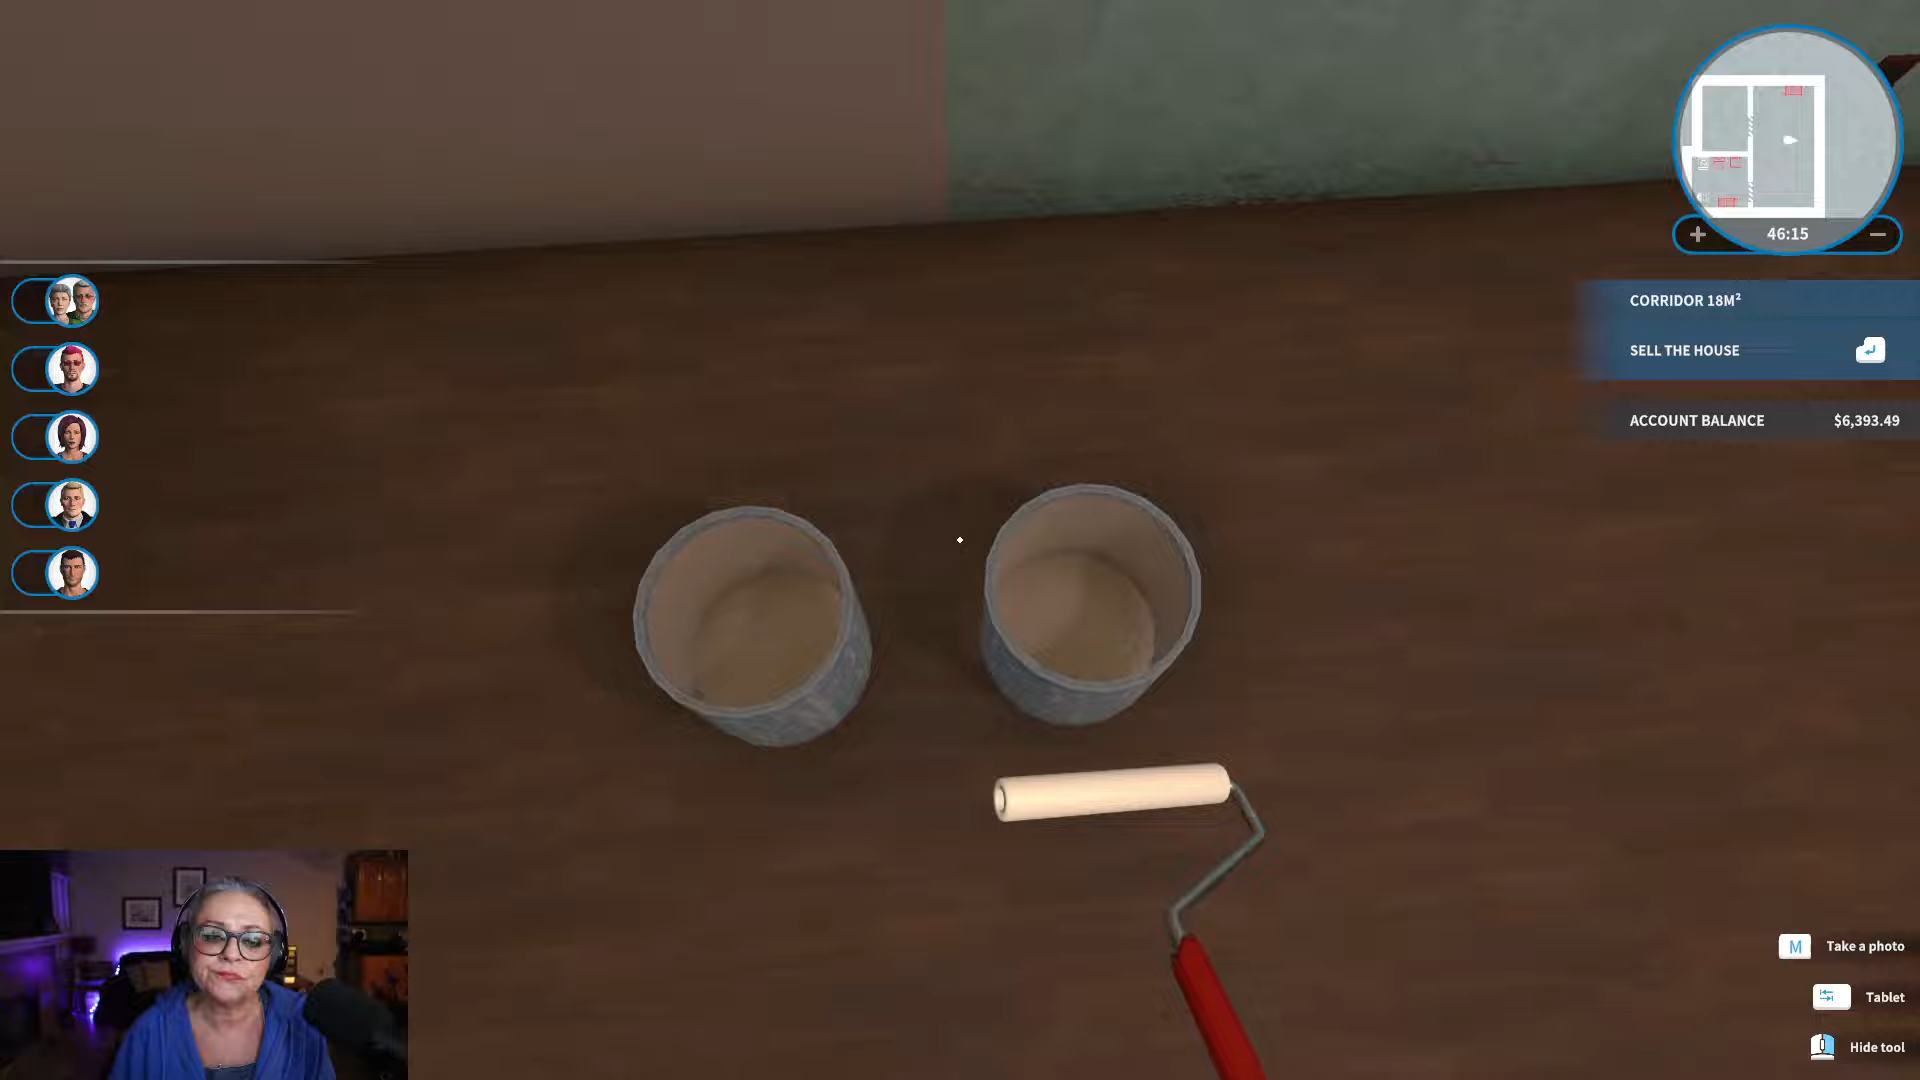 46:15
CORRIDOR 18M²
SELL THE HOUSE
ACCOUNT BALANCE $6,393.49
M Take a photo
Tablet
Hide tool